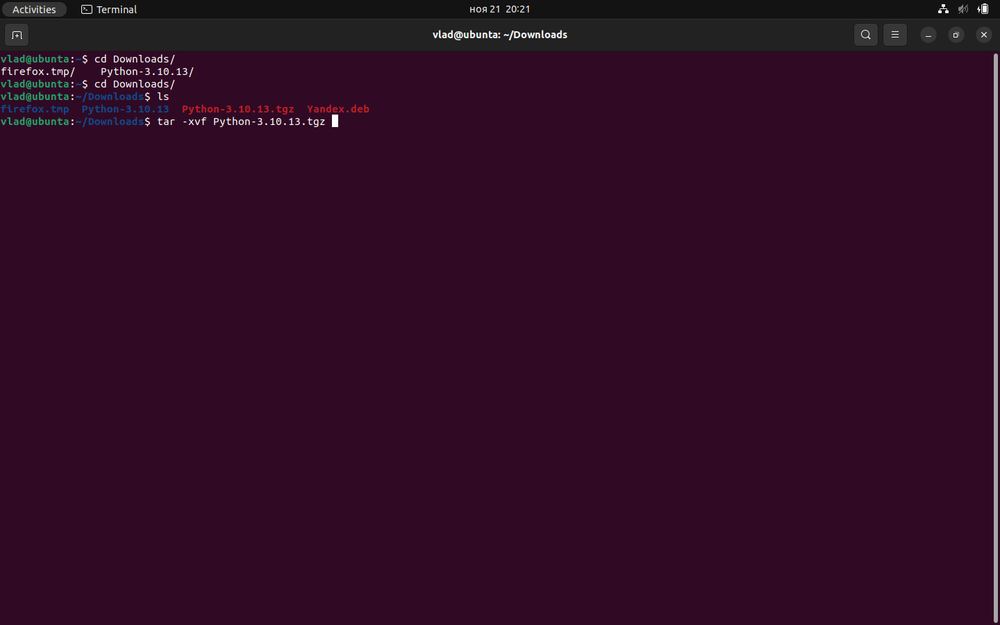 Activities Terminal ноя 21 20:21
vlad@ubunta: ~/Downloads
vlad@ubunta:~$ cd Downloads/
firefox.tmp/    Python-3.10.13/
vlad@ubunta:~$ cd Downloads/
vlad@ubunta:~/Downloads$ ls
firefox.tmp  Python-3.10.13  Python-3.10.13.tgz  Yandex.deb
vlad@ubunta:~/Downloads$ tar -xvf Python-3.10.13.tgz